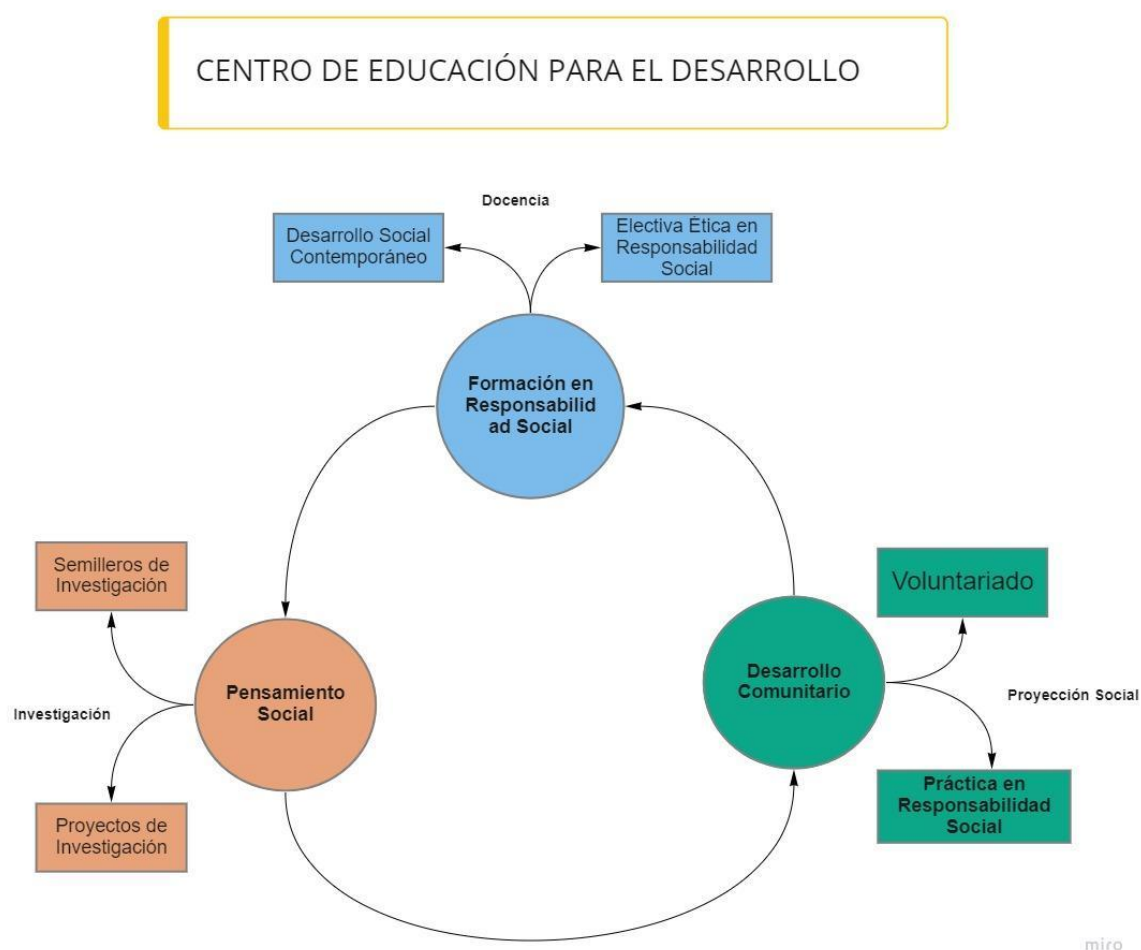 CENTRO DE EDUCACIÓN PARA EL DESARROLLO
Docencia
Desarrollo Social
Contemporáneo
Electiva Ética en
Responsabilidad
Social
Formación en
Responsabilid
ad Social
Semilleros de
Investigación
Pensamiento
Social
Investigación
Proyectos de
Investigación
Voluntariado
Desarrollo
Comunitario
Proyección Social
Práctica en
Responsabilidad
Social
miro